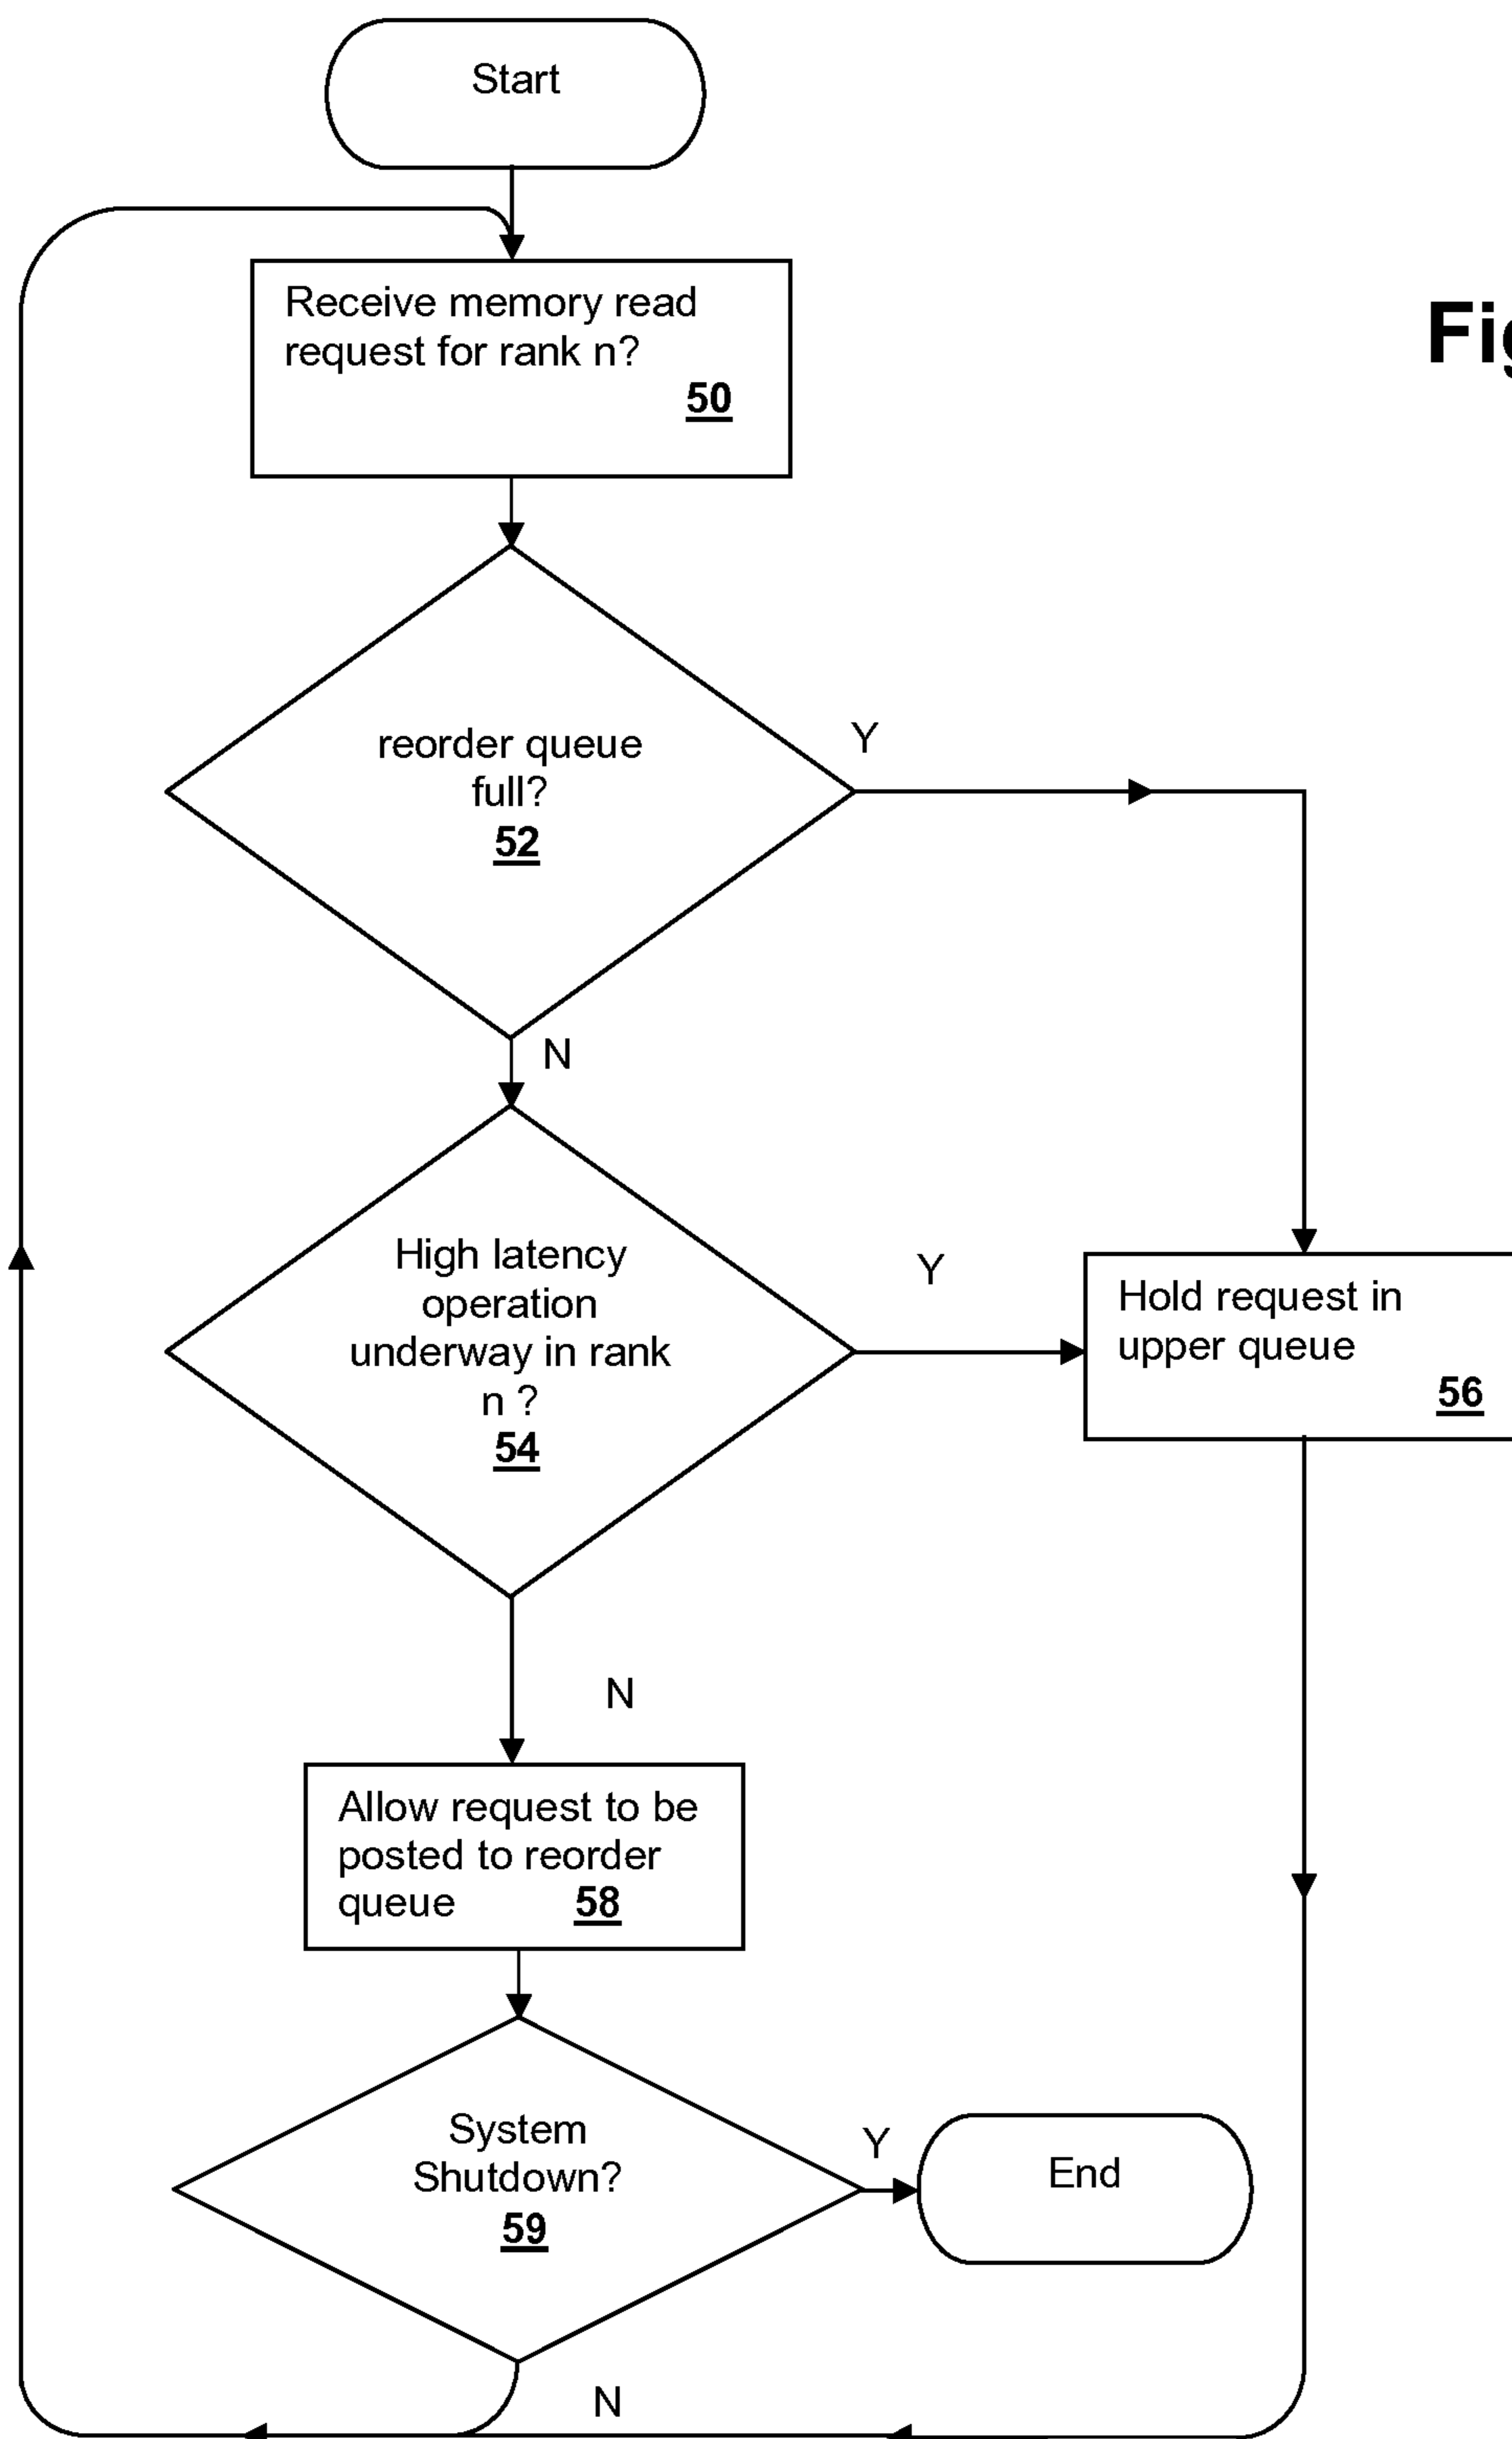 Start
Receive memory read
request for rank n?
50
Fig
reorder queue
full?
52
Y
N
High latency
operation
underway in rank
n ?
54
Y
Hold request in
upper queue
56
N
Allow request to be
posted to reorder
queue 58
System
Shutdown?
59
Y
End
N